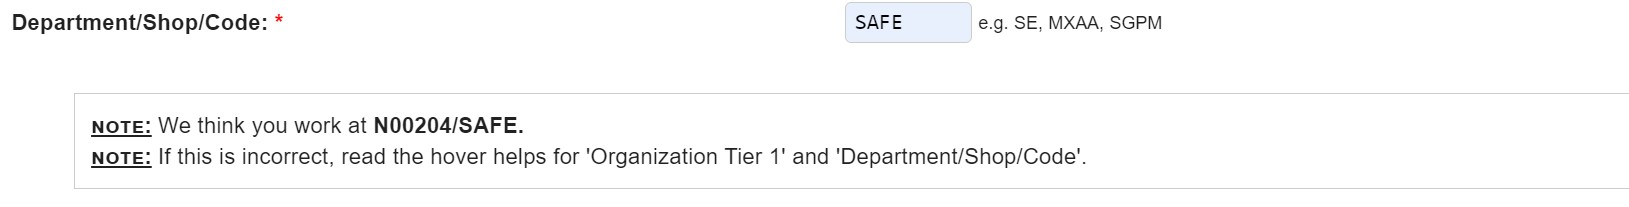 Department/Shop/Code: * SAFE e.g. SE, MXAA, SGPM
NOTE: We think you work at N00204/SAFE.
NOTE: If this is incorrect, read the hover helps for 'Organization Tier 1' and 'Department/Shop/Code'.